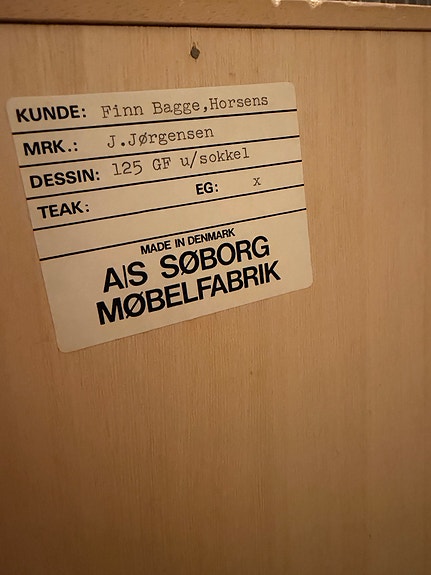 KUNDE: Finn Bagge,Horsens
MRK.: J.Jørgensen
DESSIN: 125 GF u/sokkel
TEAK: EG: x
MADE IN DENMARK
A/S SØBORG
MØBELFABRIK